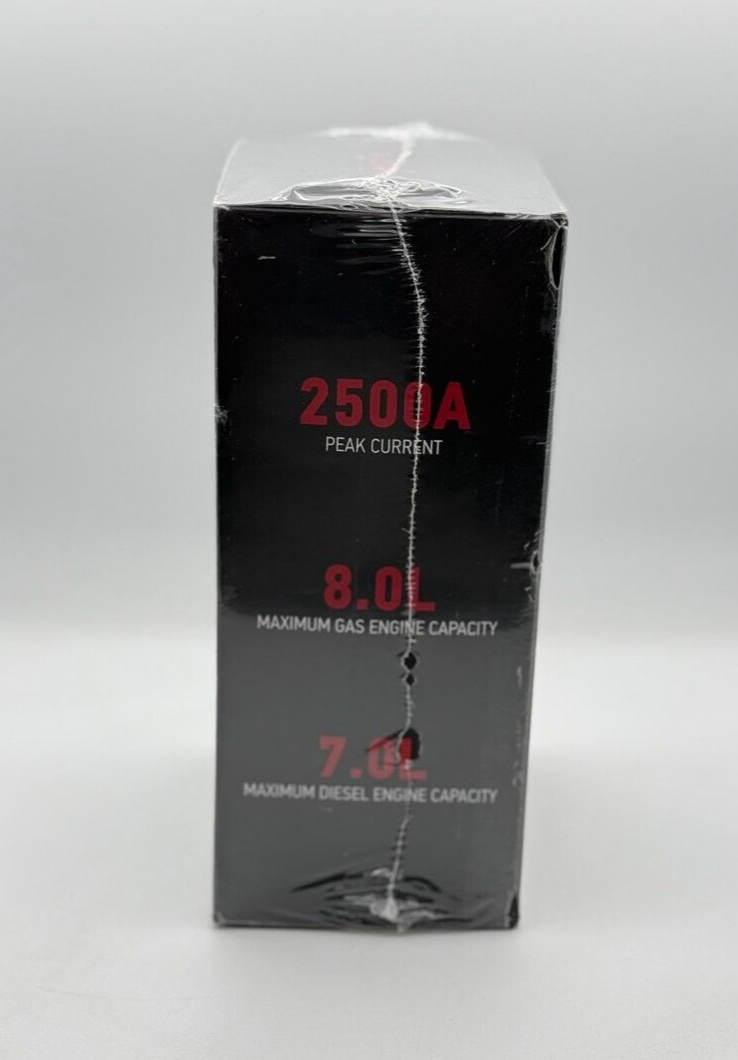 2500A
PEAK CURRENT
8.0L
MAXIMUM GAS ENGINE CAPACITY
7.0L
MAXIMUM DIESEL ENGINE CAPACITY